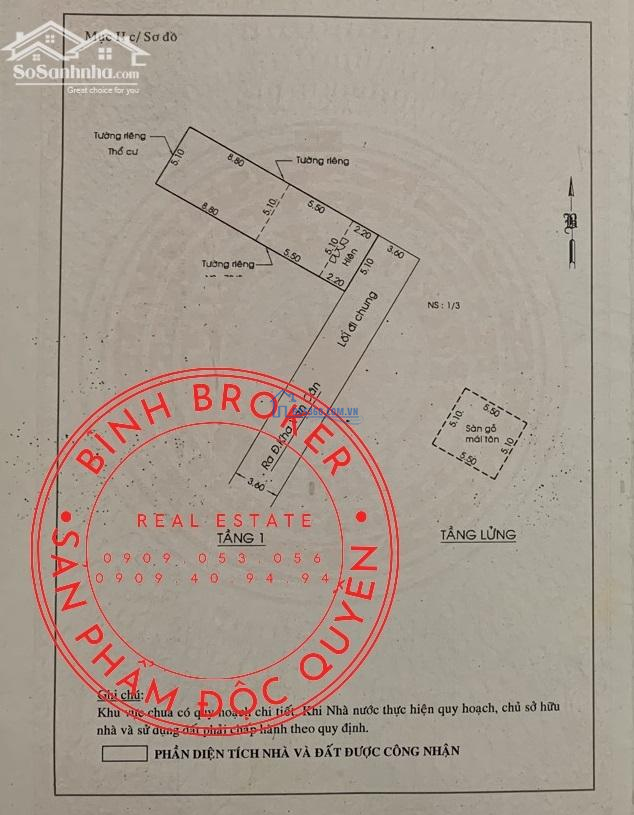 SoSanhnha.com
Great choice for you
Mục II c/ Sơ đồ
Tường riêng
Thổ cư
5.10
8.80
Tường riêng
8.80
5.10
5.50
5.50
Tường riêng
2.20
5.10
Hiên
2.20
5.10
3.60
B
Lối đi chung
NS : 1/3
Ra Đ.Kha
3.60
TẦNG 1
5.50
5.10
Sàn gỗ
mái tôn
5.10
5.50
TẦNG LỬNG
BÌNH BROKER
REAL ESTATE
0909.053.056
0909.40.94.94
SẢN PHẨM ĐỘC QUYỀN
Ghi chú:
Khu vực chưa có quy hoạch chi tiết. Khi Nhà nước thực hiện quy hoạch, chủ sở hữu
nhà và sử dụng đất phải chấp hành theo quy định.
PHẦN DIỆN TÍCH NHÀ VÀ ĐẤT ĐƯỢC CÔNG NHẬN